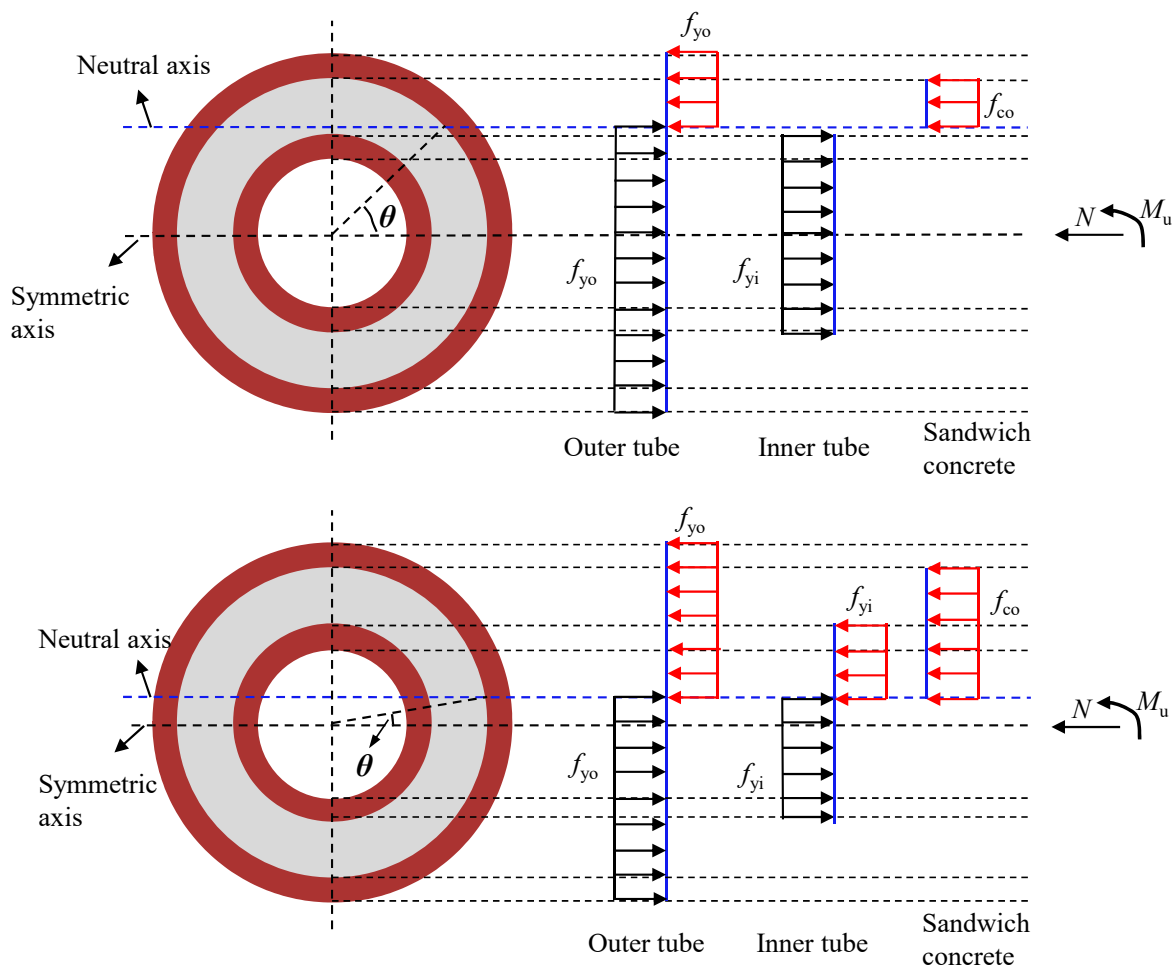 f_yo
Neutral axis
f_co
θ
N
M_u
f_yo
f_yi
Symmetric
axis
Outer tube
Inner tube
Sandwich
concrete
f_yo
f_yi
f_co
Neutral axis
N
M_u
θ
f_yo
f_yi
Symmetric
axis
Outer tube
Inner tube
Sandwich
concrete